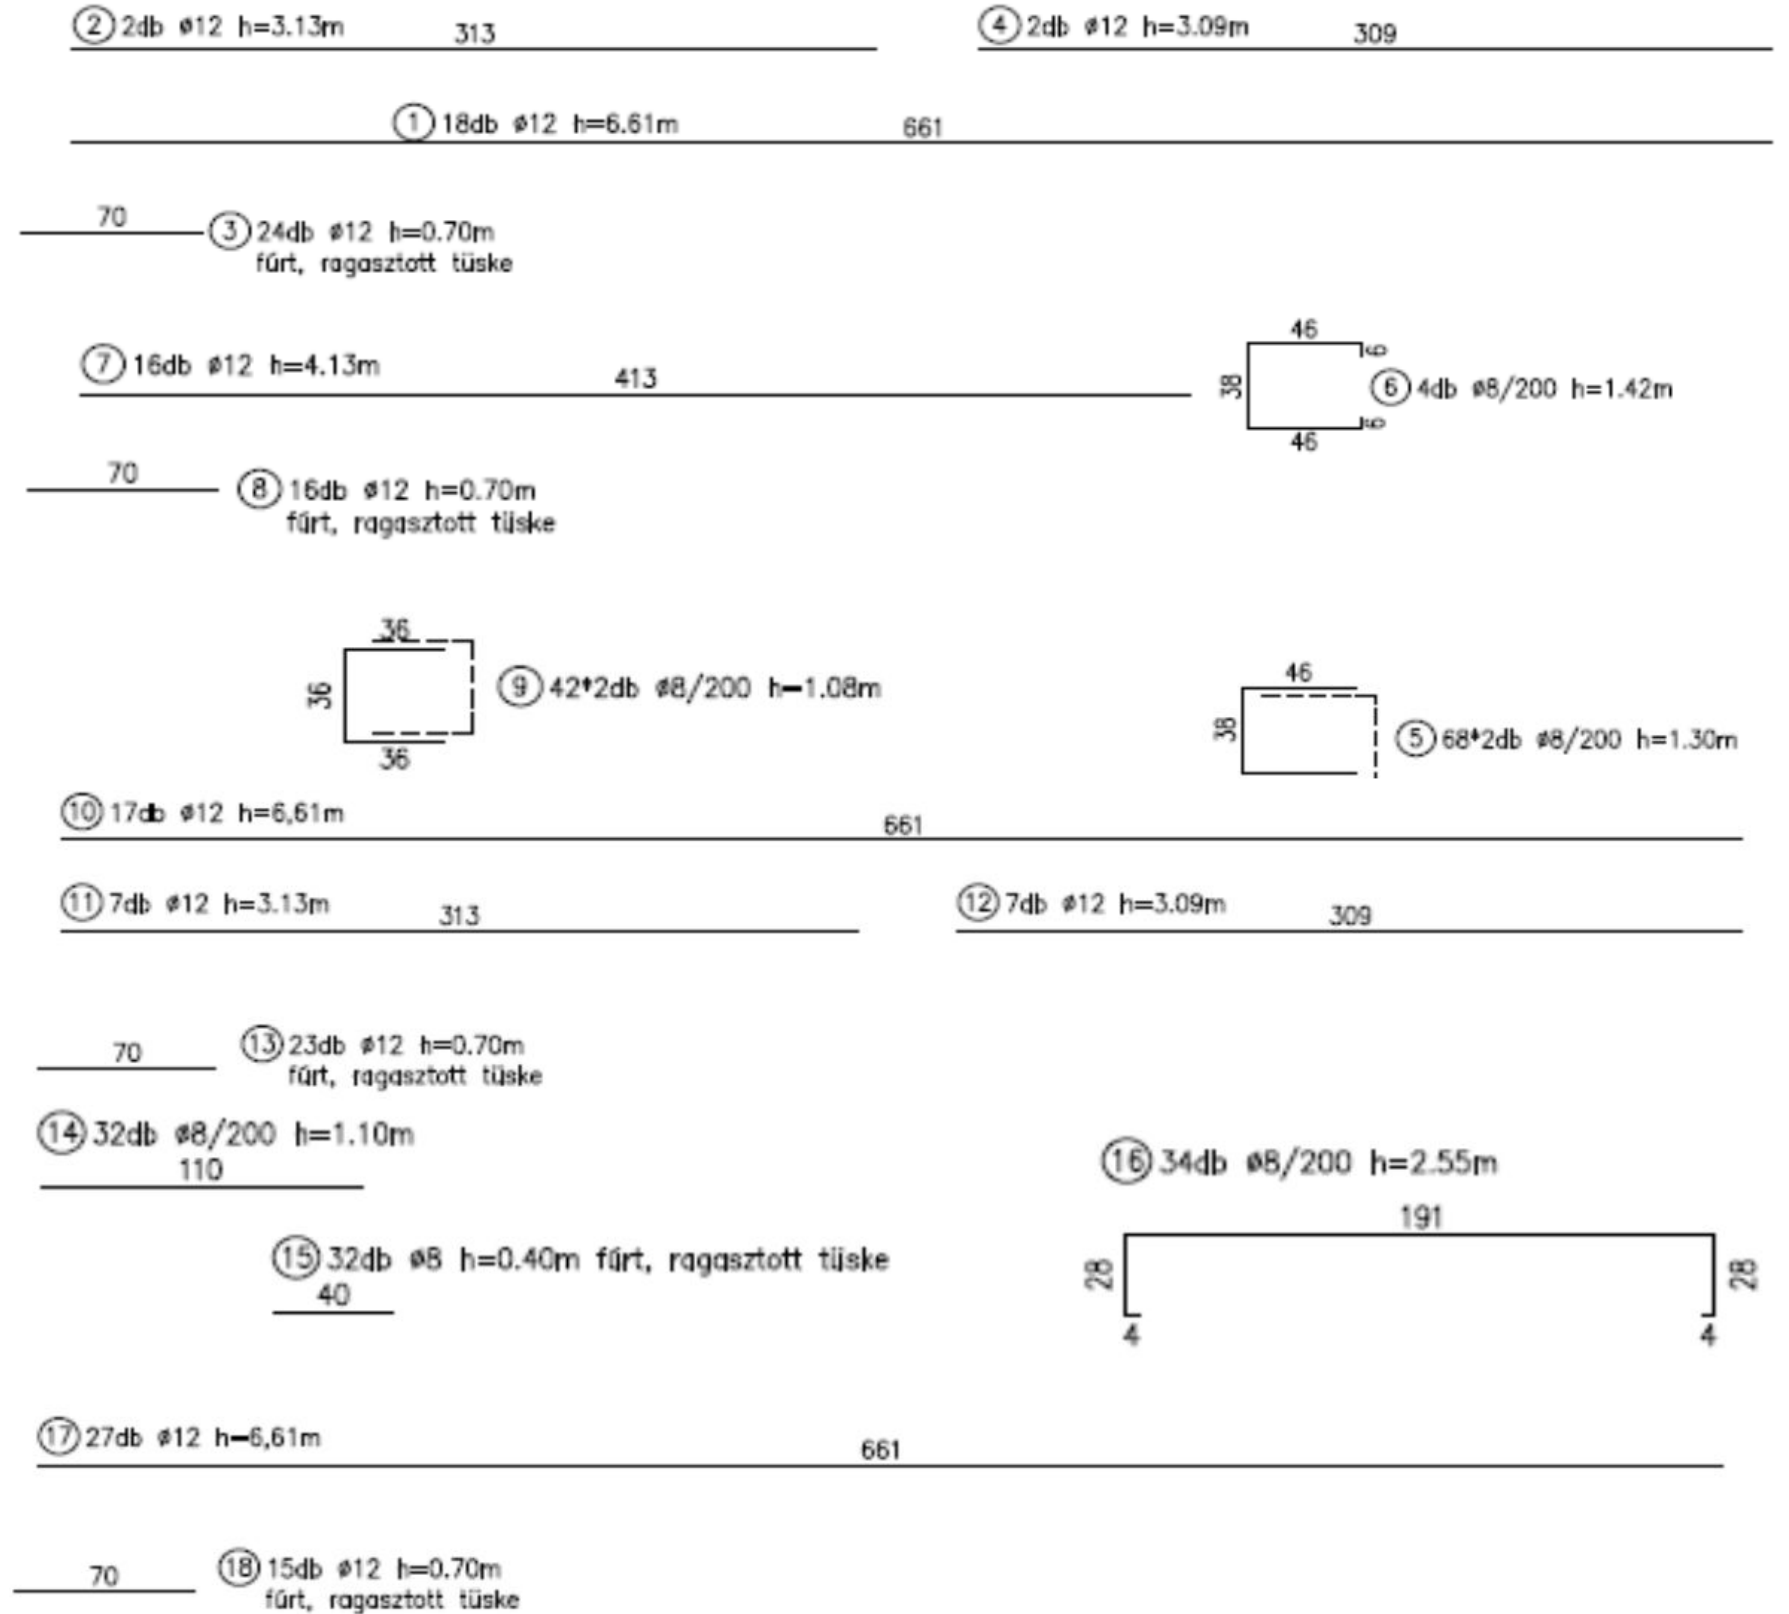 2 2db ø12 h=3.13m 313
4 2db ø12 h=3.09m 309
1 18db ø12 h=6.61m 661
70 3 24db ø12 h=0.70m
fúrt, ragasztott tüske
7 16db ø12 h=4.13m 413
46
6
38 6 4db ø8/200 h=1.42m
6
46
70 8 16db ø12 h=0.70m
fúrt, ragasztott tüske
36
36 9 42*2db ø8/200 h=1.08m
36
46
38 5 68*2db ø8/200 h=1.30m
10 17db ø12 h=6,61m 661
11 7db ø12 h=3.13m 313
12 7db ø12 h=3.09m 309
70 13 23db ø12 h=0.70m
fúrt, ragasztott tüske
14 32db ø8/200 h=1.10m
110
16 34db ø8/200 h=2.55m
191
28 28
4 4
15 32db ø8 h=0.40m fúrt, ragasztott tüske
40
17 27db ø12 h=6,61m 661
70 18 15db ø12 h=0.70m
fúrt, ragasztott tüske